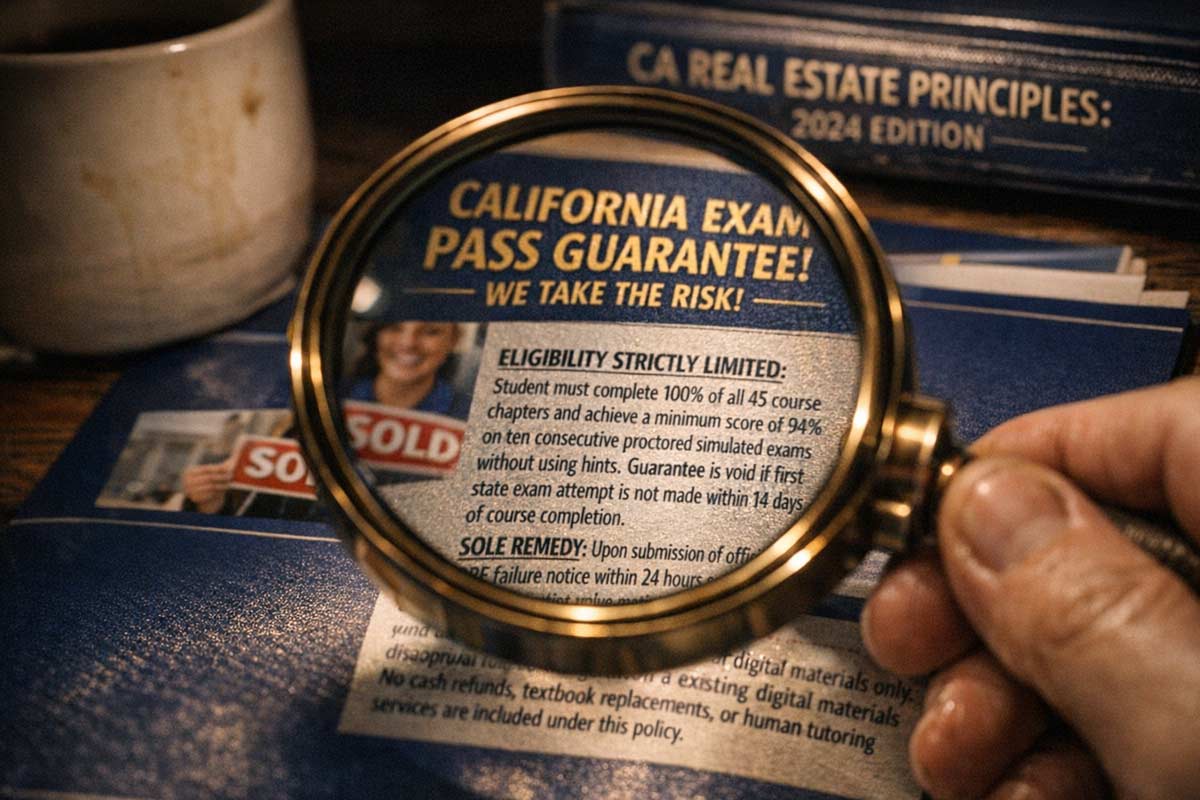 CA REAL ESTATE PRINCIPLES:
2024 EDITION
CALIFORNIA EXAM
PASS GUARANTEE!
WE TAKE THE RISK!
SO
SOLD
ELIGIBILITY STRICTLY LIMITED:
Student must complete 100% of all 45 course
chapters and achieve a minimum score of 94%
on ten consecutive proctored simulated exams
without using hints. Guarantee is void if first
state exam attempt is not made within 14 days
of course completion.
SOLE REMEDY: Upon submission of
failure notice within 24 hours
digital materials only.
a existing digital materials
No cash refunds, textbook replacements, or human tutoring
services are included under this policy.